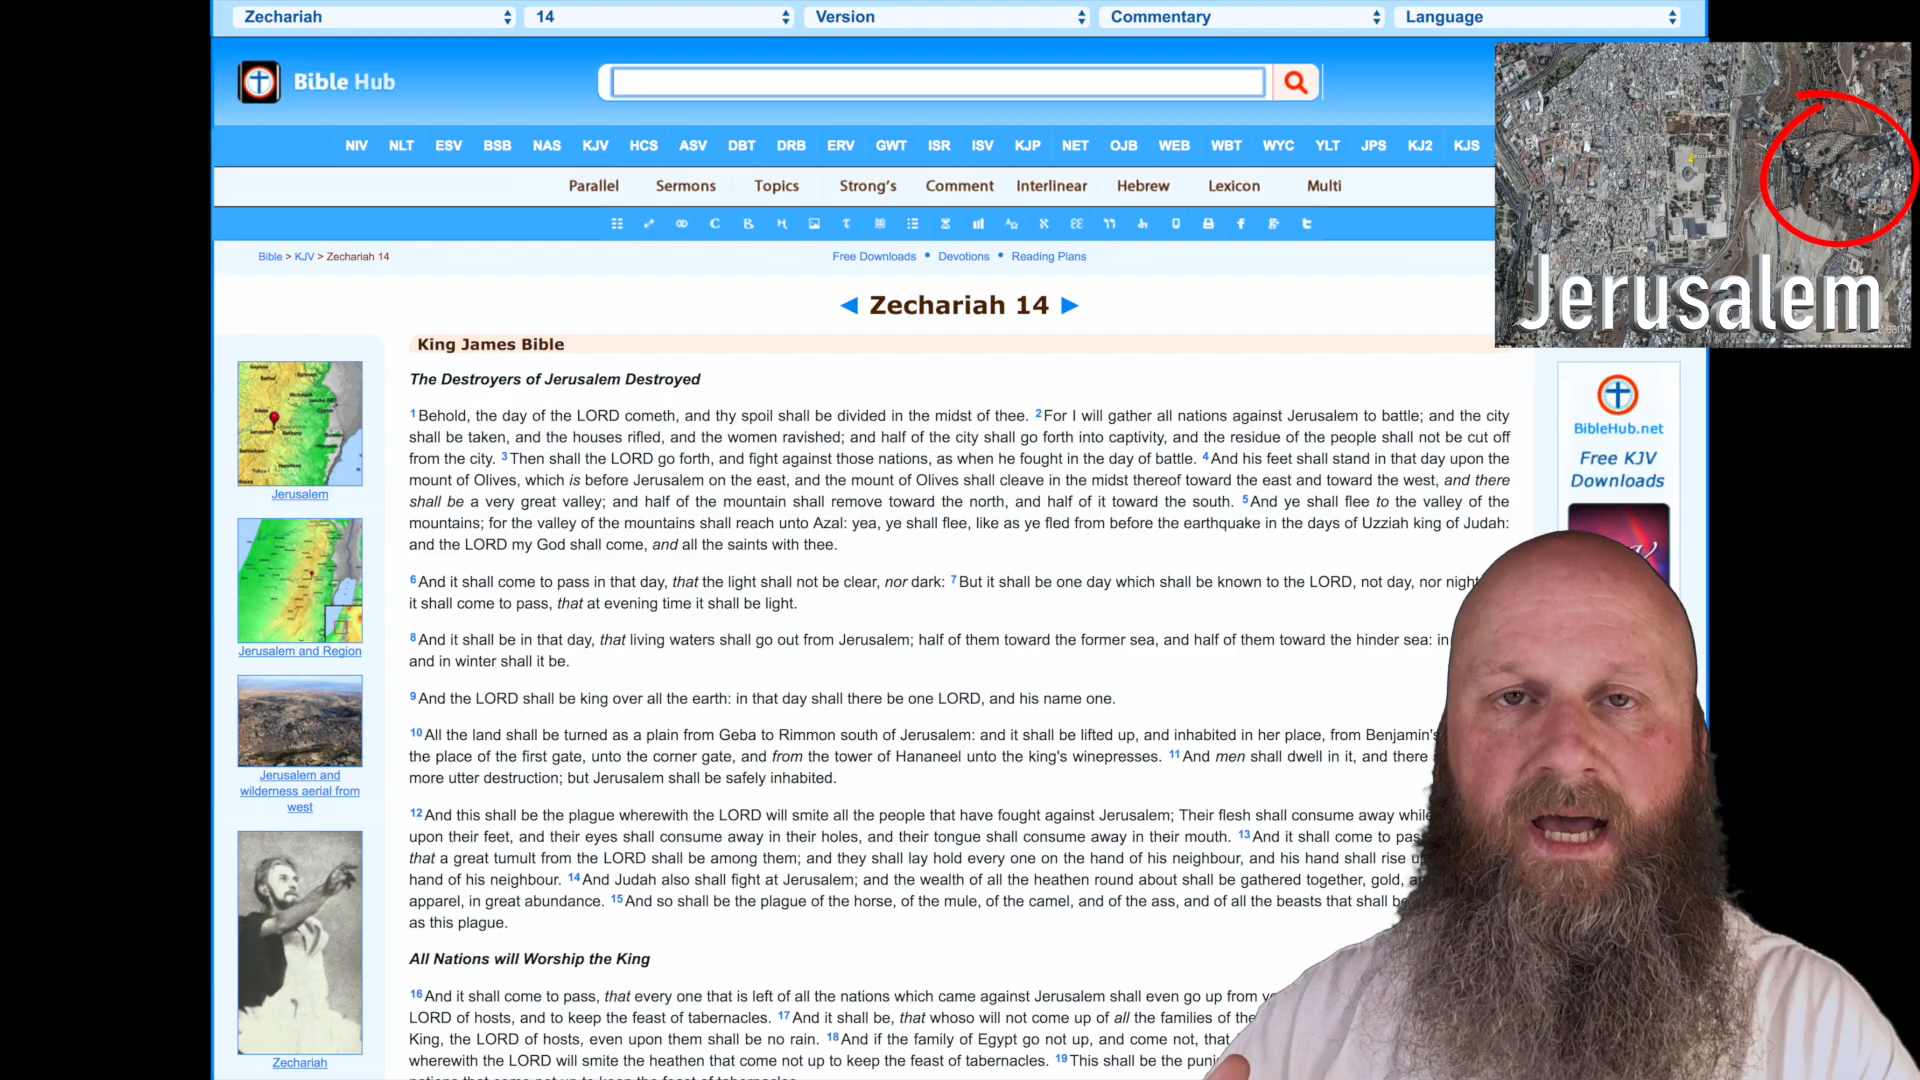 Zechariah 14 Version Commentary Language
Bible Hub
NIV NLT ESV BSB NAS KJV HCS ASV DBT DRB ERV GWT ISR ISV KJP NET OJB WEB WBT WYC YLT JPS KJ2 KJS
Parallel Sermons Topics Strong's Comment Interlinear Hebrew Lexicon Multi
Bible > KJV > Zechariah 14
Free Downloads • Devotions • Reading Plans
Jerusalem
earth
◄ Zechariah 14 ►
King James Bible
The Destroyers of Jerusalem Destroyed
1 Behold, the day of the LORD cometh, and thy spoil shall be divided in the midst of thee. 2 For I will gather all nations against Jerusalem to battle; and the city
shall be taken, and the houses rifled, and the women ravished; and half of the city shall go forth into captivity, and the residue of the people shall not be cut off
from the city. 3 Then shall the LORD go forth, and fight against those nations, as when he fought in the day of battle. 4 And his feet shall stand in that day upon the
mount of Olives, which is before Jerusalem on the east, and the mount of Olives shall cleave in the midst thereof toward the east and toward the west, and there
shall be a very great valley; and half of the mountain shall remove toward the north, and half of it toward the south. 5 And ye shall flee to the valley of the
mountains; for the valley of the mountains shall reach unto Azal: yea, ye shall flee, like as ye fled from before the earthquake in the days of Uzziah king of Judah:
and the LORD my God shall come, and all the saints with thee.
6 And it shall come to pass in that day, that the light shall not be clear, nor dark: 7 But it shall be one day which shall be known to the LORD, not day, nor night
it shall come to pass, that at evening time it shall be light.
8 And it shall be in that day, that living waters shall go out from Jerusalem; half of them toward the former sea, and half of them toward the hinder sea: in
and in winter shall it be.
9 And the LORD shall be king over all the earth: in that day shall there be one LORD, and his name one.
10 All the land shall be turned as a plain from Geba to Rimmon south of Jerusalem: and it shall be lifted up, and inhabited in her place, from Benjamin's
the place of the first gate, unto the corner gate, and from the tower of Hananeel unto the king's winepresses. 11 And men shall dwell in it, and there
more utter destruction; but Jerusalem shall be safely inhabited.
12 And this shall be the plague wherewith the LORD will smite all the people that have fought against Jerusalem; Their flesh shall consume away while
upon their feet, and their eyes shall consume away in their holes, and their tongue shall consume away in their mouth. 13 And it shall come to pas
that a great tumult from the LORD shall be among them; and they shall lay hold every one on the hand of his neighbour, and his hand shall rise u
hand of his neighbour. 14 And Judah also shall fight at Jerusalem; and the wealth of all the heathen round about shall be gathered together, gold, a
apparel, in great abundance. 15 And so shall be the plague of the horse, of the mule, of the camel, and of the ass, and of all the beasts that shall be
as this plague.
All Nations will Worship the King
16 And it shall come to pass, that every one that is left of all the nations which came against Jerusalem shall even go up from
LORD of hosts, and to keep the feast of tabernacles. 17 And it shall be, that whoso will not come up of all the families of the
King, the LORD of hosts, even upon them shall be no rain. 18 And if the family of Egypt go not up, and come not, that
wherewith the LORD will smite the heathen that come not up to keep the feast of tabernacles. 19 This shall be the puni
nations that come not up to keep the feast of tabernacles
Jerusalem
Jerusalem and Region
Jerusalem and
wilderness aerial from
west
Zechariah
BibleHub.net
Free KJV
Downloads